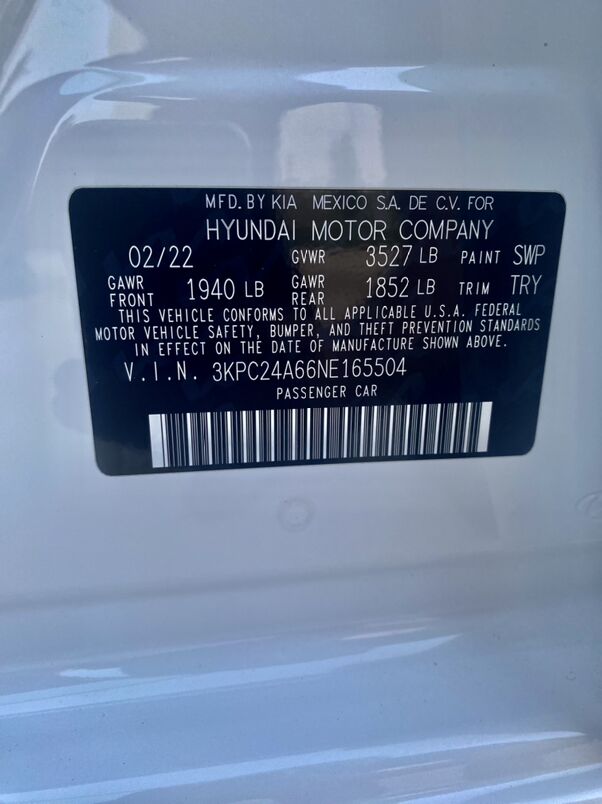 MFD. BY KIA MEXICO S.A. DE C.V. FOR
HYUNDAI MOTOR COMPANY
02/22 GVWR 3527 LB PAINT SWP
GAWR FRONT 1940 LB GAWR REAR 1852 LB TRIM TRY
THIS VEHICLE CONFORMS TO ALL APPLICABLE U.S.A. FEDERAL
MOTOR VEHICLE SAFETY, BUMPER, AND THEFT PREVENTION STANDARDS
IN EFFECT ON THE DATE OF MANUFACTURE SHOWN ABOVE.
V.I.N. 3KPC24A66NE165504
PASSENGER CAR